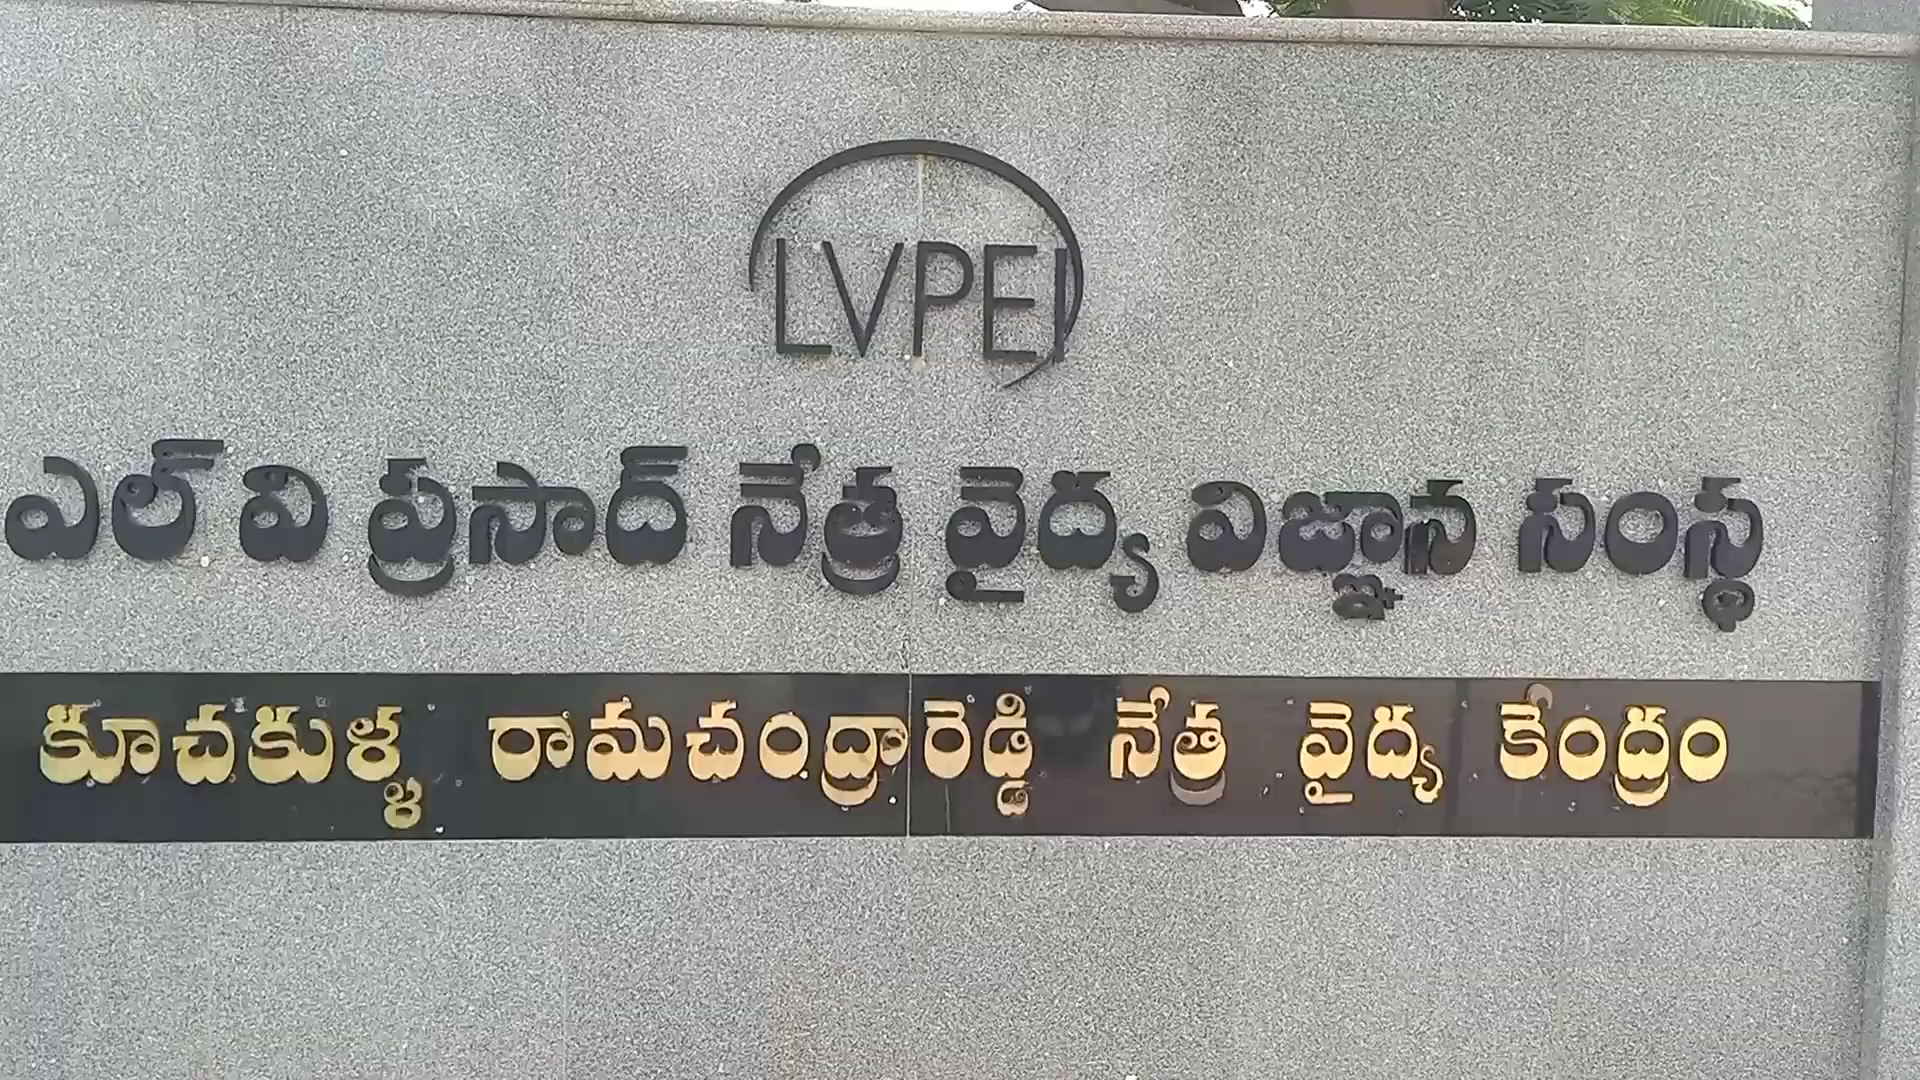 LVPEI
ఎల్ వి ప్రసాద్ నేత్ర వైద్య విజ్ఞాన సంస్థ
కూచకుళ్ళ రామచంద్రారెడ్డి నేత్ర వైద్య కేంద్రం